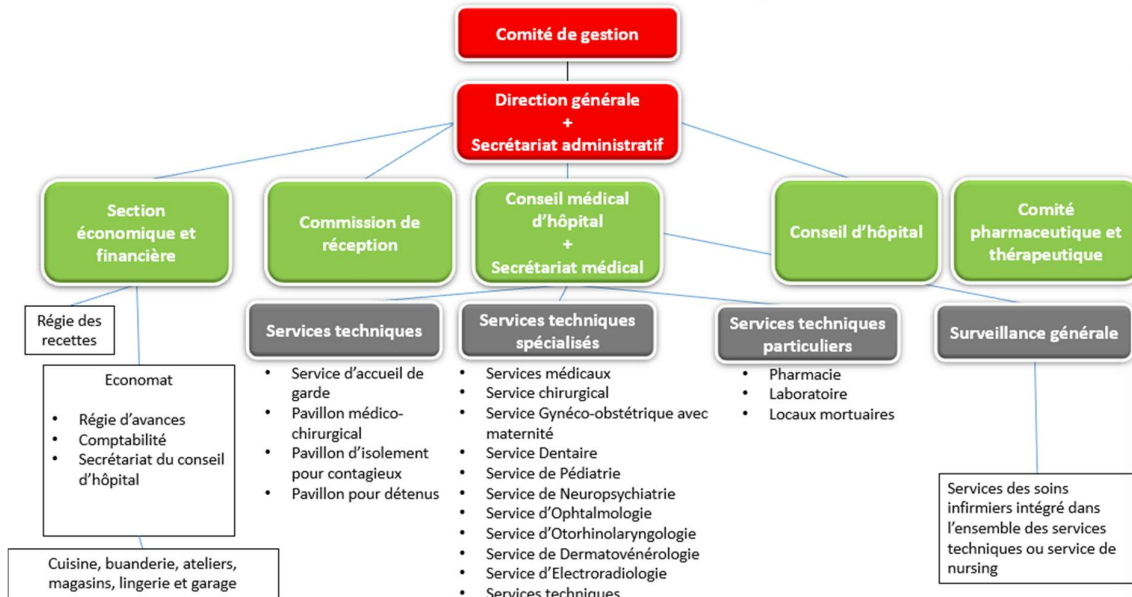 Comité de gestion
Direction générale
+
Secrétariat administratif
Section
économique et
financière
Commission de
réception
Conseil médical
d'hôpital
+
Secrétariat médical
Conseil d'hôpital
Comité
pharmaceutique et
thérapeutique
Régie des
recettes
Economat
• Régie d'avances
• Comptabilité
• Secrétariat du conseil
d'hôpital
Cuisine, buanderie, ateliers,
magasins, lingerie et garage
Services techniques
• Service d'accueil de
garde
• Pavillon médico-
chirurgical
• Pavillon d'isolement
pour contagieux
• Pavillon pour détenus
Services techniques
spécialisés
• Services médicaux
• Service chirurgical
• Service Gynéco-obstétrique avec
maternité
• Service Dentaire
• Service de Pédiatrie
• Service de Neuropsychiatrie
• Service d'Ophtalmologie
• Service d'Otorhinolaryngologie
• Service de Dermatovénérologie
• Service d'Electroradiologie
• Services techniques
Services techniques
particuliers
• Pharmacie
• Laboratoire
• Locaux mortuaires
Surveillance générale
Services des soins
infirmiers intégré dans
l'ensemble des services
techniques ou service de
nursing